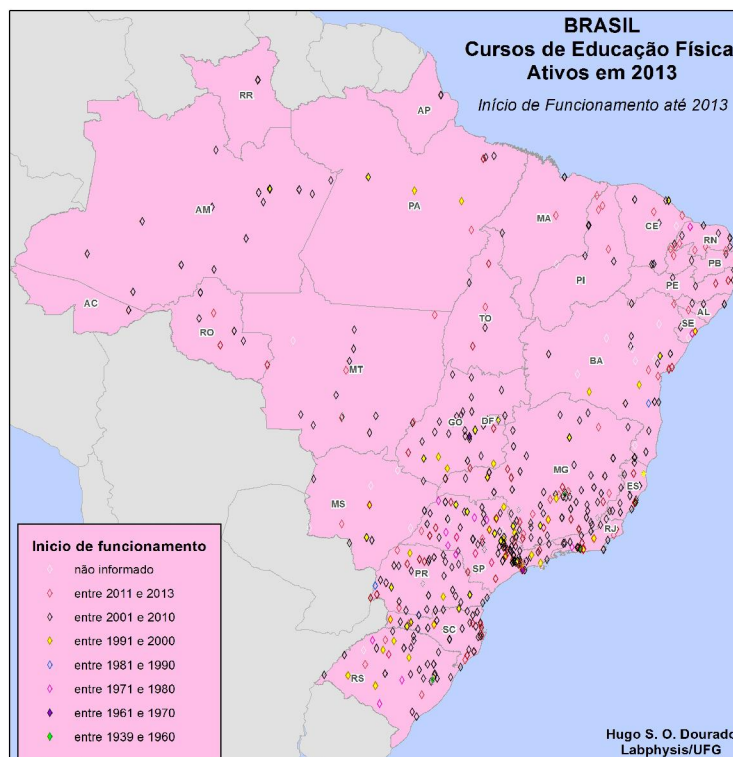 BRASIL
Cursos de Educação Física
Ativos em 2013
Início de Funcionamento até 2013
RR
AP
AM
PA
MA
CE
RN
PB
PI
PE
AC
AL
TO
SE
RO
BA
MT
GO
DF
MG
ES
MS
RJ
SP
PR
SC
RS
Inicio de funcionamento
não informado
entre 2011 e 2013
entre 2001 e 2010
entre 1991 e 2000
entre 1981 e 1990
entre 1971 e 1980
entre 1961 e 1970
entre 1939 e 1960
Hugo S. O. Dourado
Labphysis/UFG